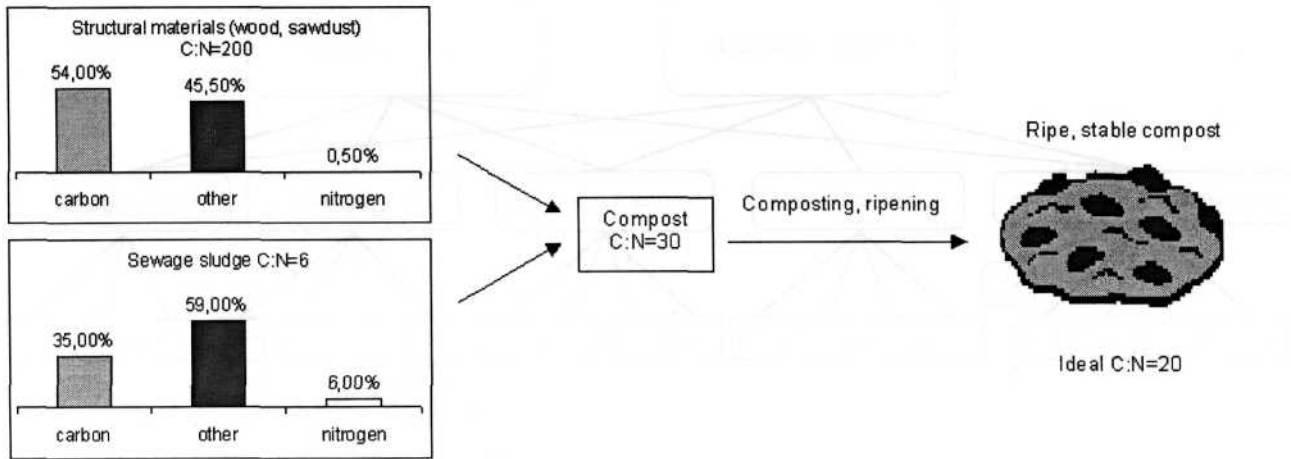 Structural materials (wood, sawdust)
C:N=200
54,00%
45,50%
0,50%
carbon other nitrogen
Sewage sludge C:N=6
35,00%
59,00%
6,00%
carbon other nitrogen
Compost
C:N=30
Composting, ripening
Ripe, stable compost
Ideal C:N=20